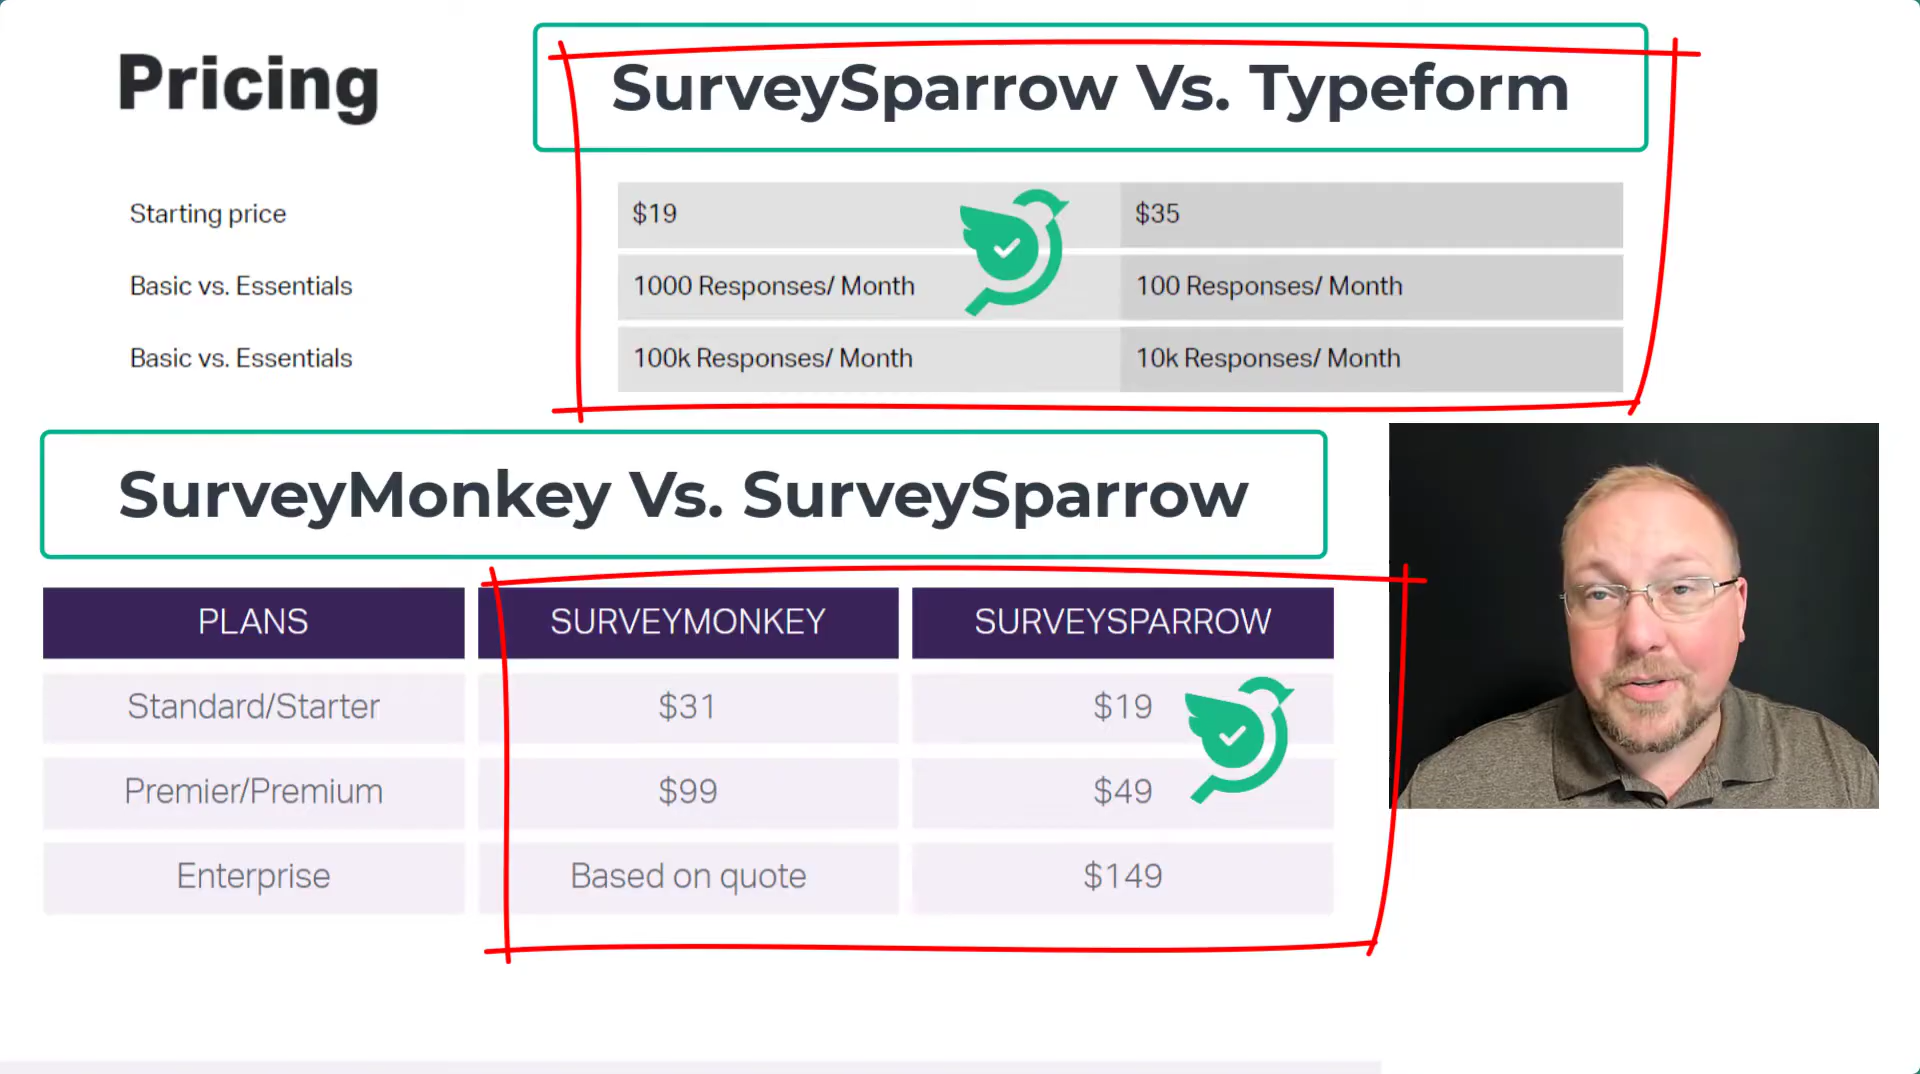 Pricing
SurveySparrow Vs. Typeform
Starting price $19 $35
Basic vs. Essentials 1000 Responses/ Month 100 Responses/ Month
Basic vs. Essentials 100k Responses/ Month 10k Responses/ Month
SurveyMonkey Vs. SurveySparrow
PLANS SURVEYMONKEY SURVEYSPARROW
Standard/Starter $31 $19
Premier/Premium $99 $49
Enterprise Based on quote $149